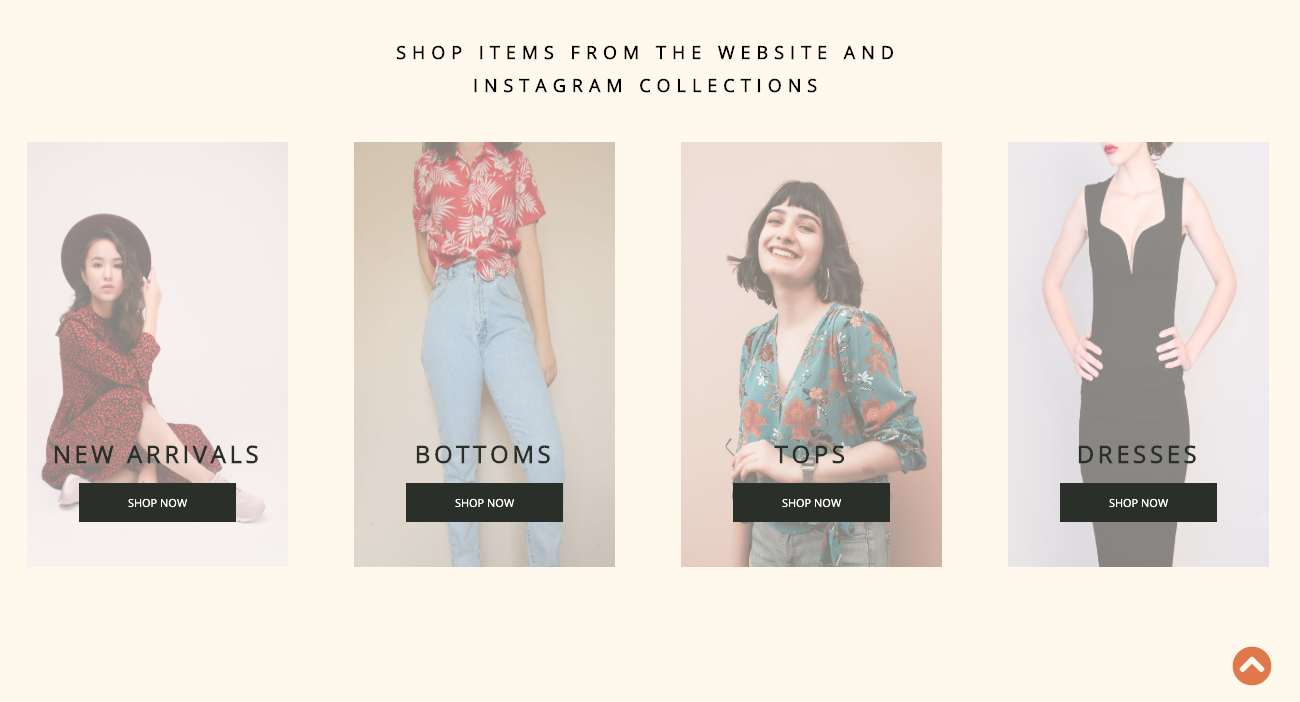 SHOP ITEMS FROM THE WEBSITE AND
INSTAGRAM COLLECTIONS
NEW ARRIVALS
SHOP NOW
BOTTOMS
SHOP NOW
TOPS
SHOP NOW
DRESSES
SHOP NOW